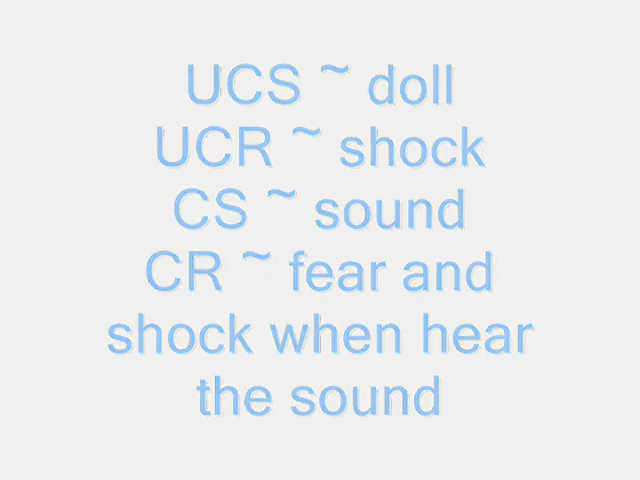 UCS ~ doll
UCR ~ shock
CS ~ sound
CR ~ fear and
shock when hear
the sound